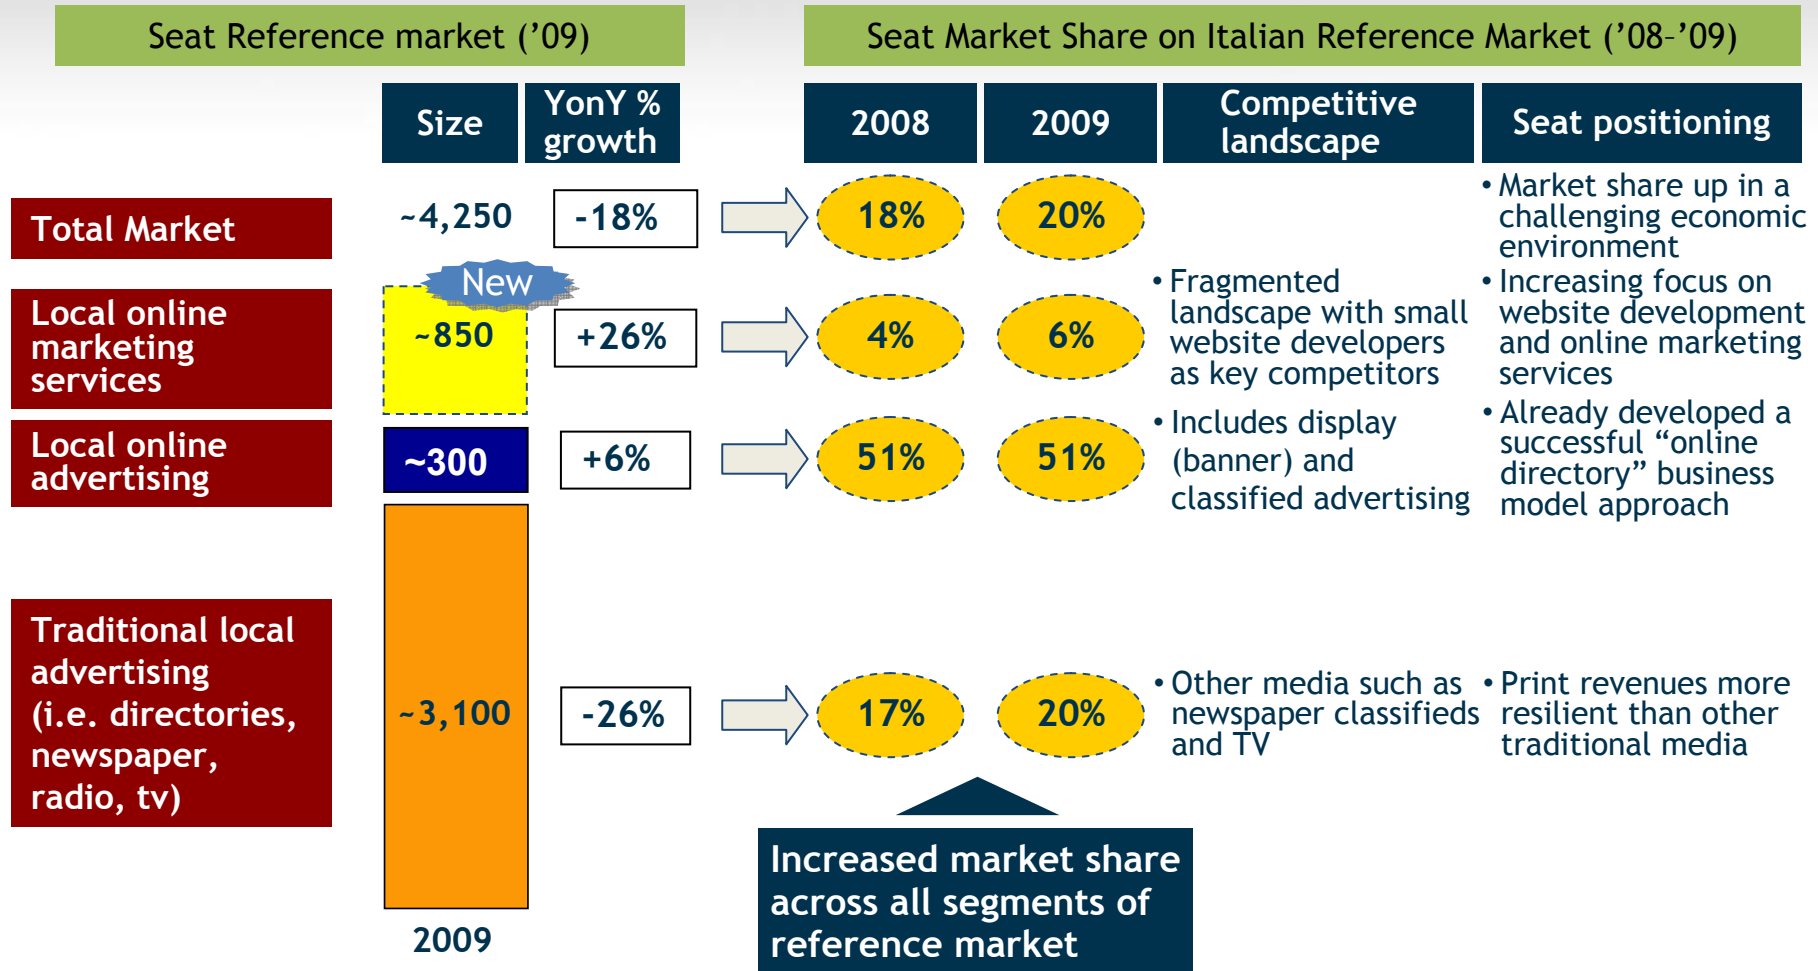 Seat Reference market (’09)
Seat Market Share on Italian Reference Market (’08-’09)
Size
YonY %
growth
2008
2009
Competitive
landscape
Seat positioning
Total Market
~4,250
-18%
18%
20%
• Market share up in a
challenging economic
environment
New
Local online
marketing
services
~850
+26%
4%
6%
• Fragmented
landscape with small
website developers
as key competitors
• Increasing focus on
website development
and online marketing
services
Local online
advertising
~300
+6%
51%
51%
• Includes display
(banner) and
classified advertising
• Already developed a
successful “online
directory” business
model approach
Traditional local
advertising
(i.e. directories,
newspaper,
radio, tv)
~3,100
-26%
17%
20%
• Other media such as
newspaper classifieds
and TV
• Print revenues more
resilient than other
traditional media
2009
Increased market share
across all segments of
reference market